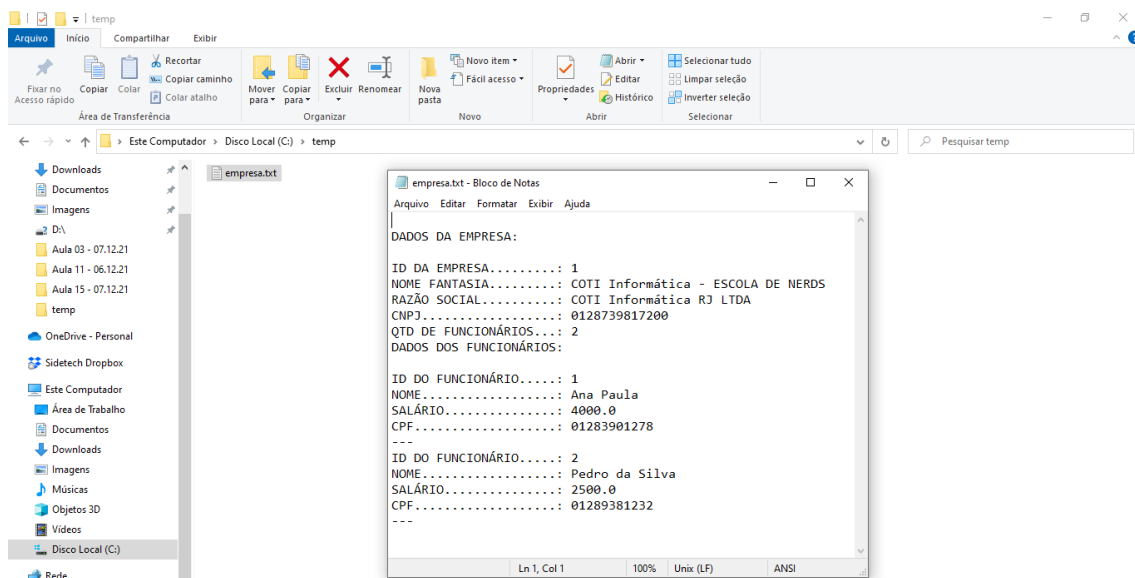 temp
Arquivo Início Compartilhar Exibir
Fixar no Acesso rápido
Copiar
Colar
Recortar
Copiar caminho
Colar atalho
Mover para
Copiar para
Excluir
Renomear
Nova pasta
Novo item
Fácil acesso
Propriedades
Abrir
Editar
Histórico
Selecionar tudo
Limpar seleção
Inverter seleção
Área de Transferência Organizar Novo Abrir Selecionar
Este Computador > Disco Local (C:) > temp
Pesquisar temp
Downloads
Documentos
Imagens
D:\
Aula 03 - 07.12.21
Aula 11 - 06.12.21
Aula 15 - 07.12.21
temp
OneDrive - Personal
Sidetech Dropbox
Este Computador
Área de Trabalho
Documentos
Downloads
Imagens
Músicas
Objetos 3D
Vídeos
Disco Local (C:)
Rede
empresa.txt
empresa.txt - Bloco de Notas
Arquivo Editar Formatar Exibir Ajuda
DADOS DA EMPRESA:
ID DA EMPRESA.........: 1
NOME FANTASIA.........: COTI Informática - ESCOLA DE NERDS
RAZÃO SOCIAL..........: COTI Informática RJ LTDA
CNPJ..................: 0128739817200
QTD DE FUNCIONÁRIOS...: 2
DADOS DOS FUNCIONÁRIOS:
ID DO FUNCIONÁRIO.....: 1
NOME..................: Ana Paula
SALÁRIO...............: 4000.0
CPF...................: 01283901278
---
ID DO FUNCIONÁRIO.....: 2
NOME..................: Pedro da Silva
SALÁRIO...............: 2500.0
CPF...................: 01289381232
---
Ln 1, Col 1 100% Unix (LF) ANSI